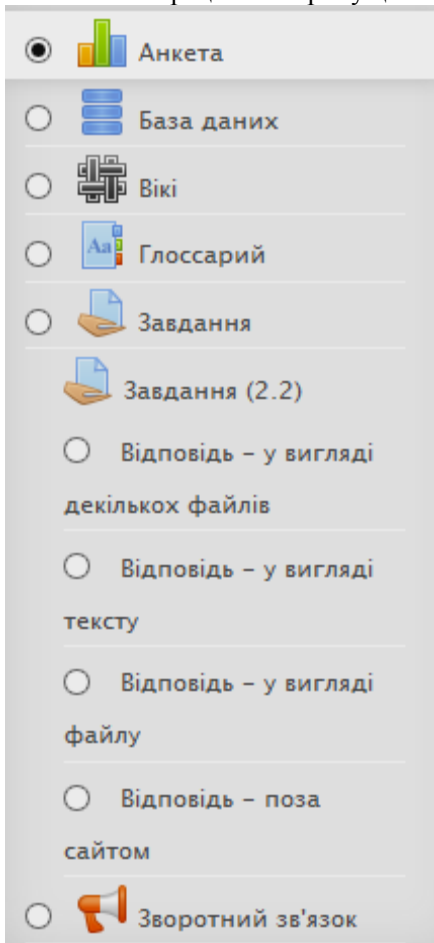 Анкета
База даних
Вікі
Aa
Глоссарий
Завдання
Завдання (2.2)
Відповідь – у вигляді
декількох файлів
Відповідь – у вигляді
тексту
Відповідь – у вигляді
файлу
Відповідь – поза
сайтом
Зворотний зв'язок